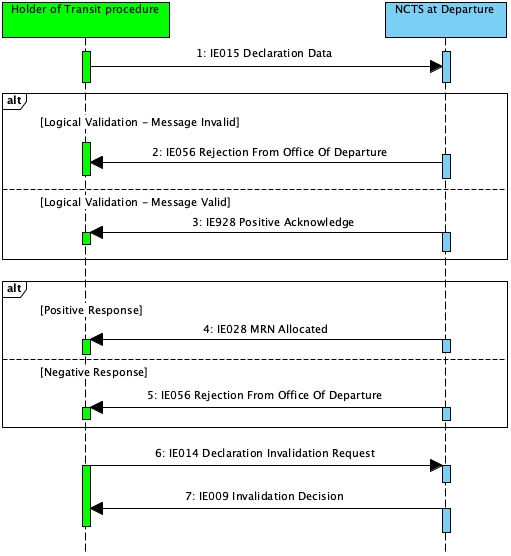 Holder of Transit procedure
NCTS at Departure
1: IE015 Declaration Data
alt
[Logical Validation – Message Invalid]
2: IE056 Rejection From Office Of Departure
[Logical Validation – Message Valid]
3: IE928 Positive Acknowledge
alt
[Positive Response]
4: IE028 MRN Allocated
[Negative Response]
5: IE056 Rejection From Office Of Departure
6: IE014 Declaration Invalidation Request
7: IE009 Invalidation Decision